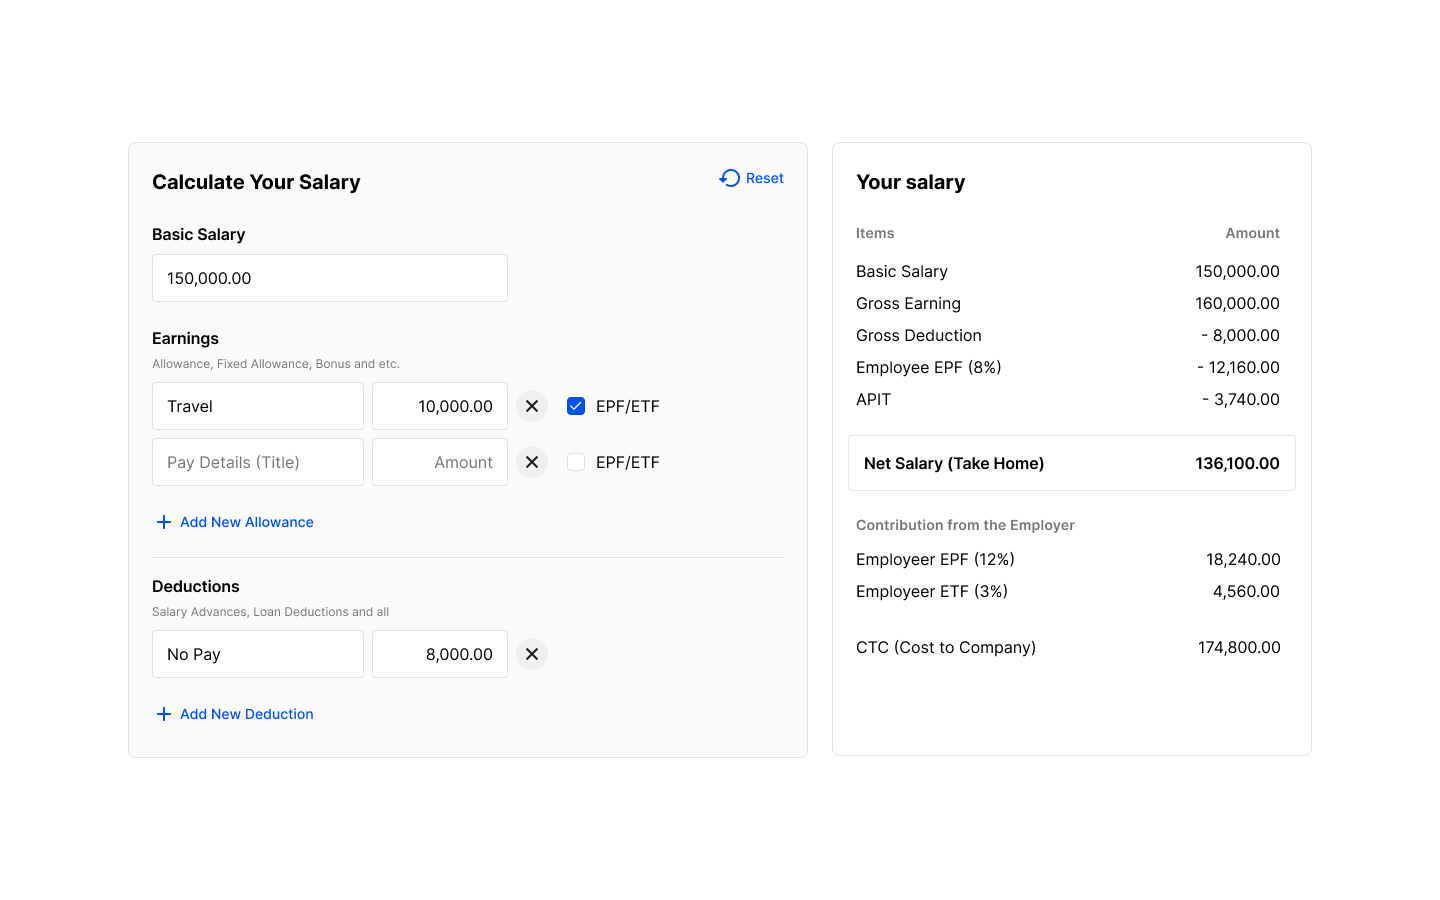 Calculate Your Salary
Reset
Basic Salary
150,000.00
Earnings
Allowance, Fixed Allowance, Bonus and etc.
Travel 10,000.00 EPF/ETF
Pay Details (Title) Amount EPF/ETF
Add New Allowance
Deductions
Salary Advances, Loan Deductions and all
No Pay 8,000.00
Add New Deduction
Your salary
Items Amount
Basic Salary 150,000.00
Gross Earning 160,000.00
Gross Deduction - 8,000.00
Employee EPF (8%) - 12,160.00
APIT - 3,740.00
Net Salary (Take Home) 136,100.00
Contribution from the Employer
Employeer EPF (12%) 18,240.00
Employeer ETF (3%) 4,560.00
CTC (Cost to Company) 174,800.00